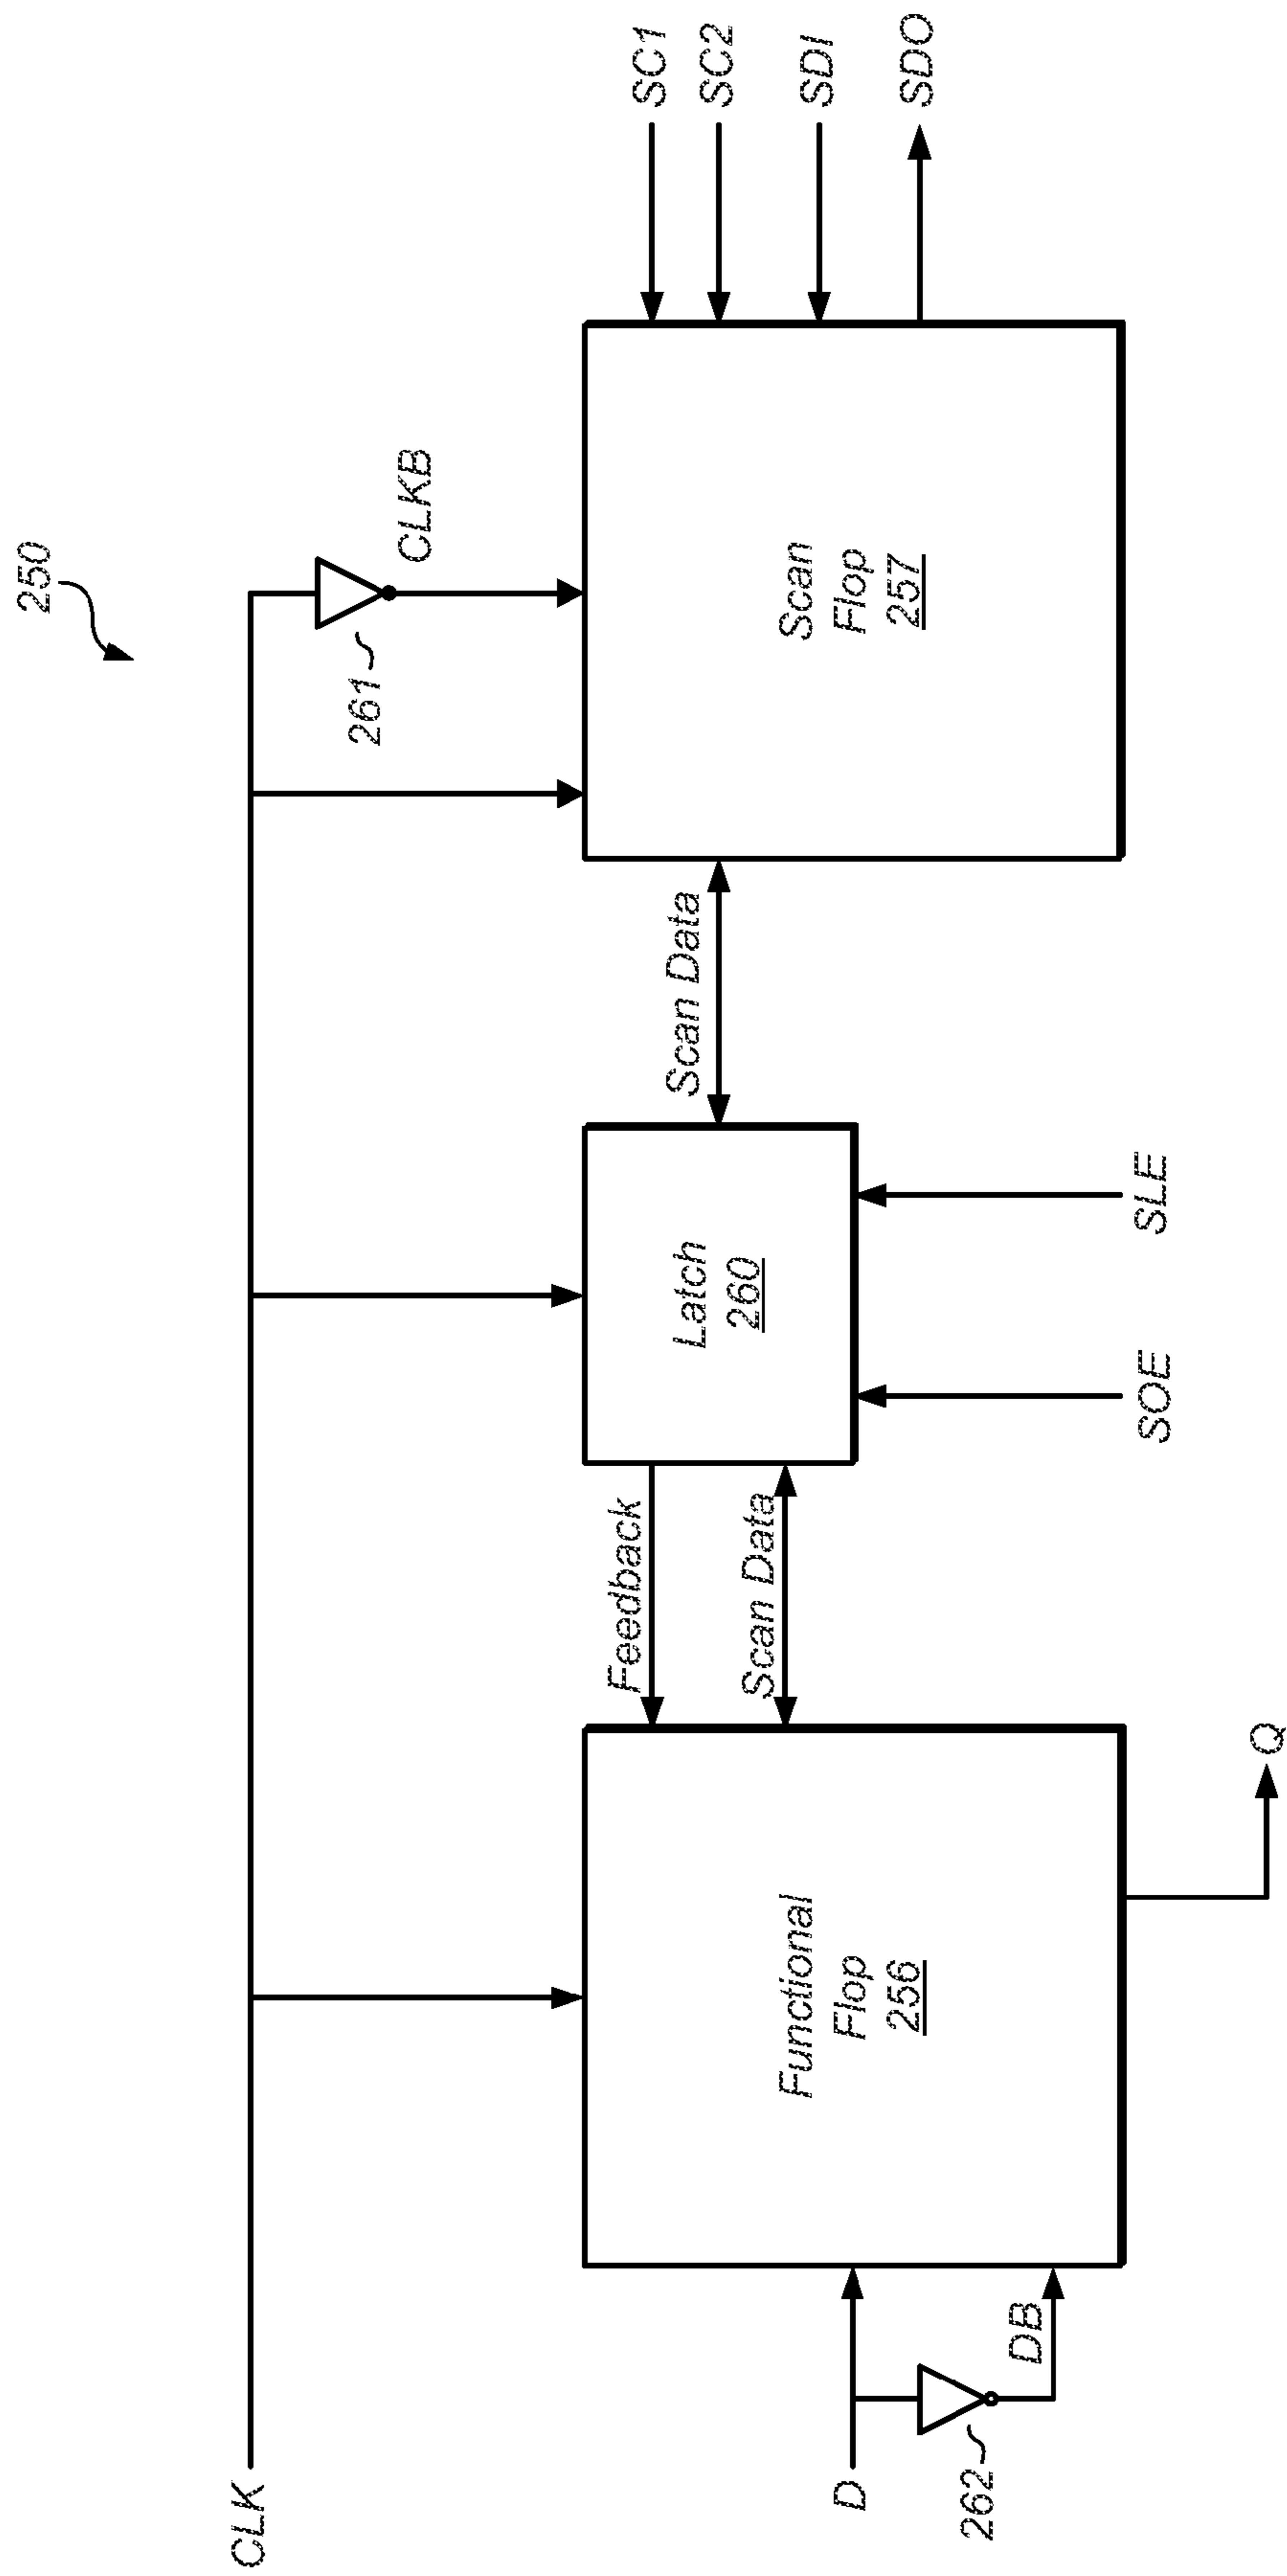 250
CLK
CLKB
261
SC1
SC2
SDI
SDO
Feedback
Scan Data
Scan Data
Functional
Flop
256
Latch
260
Scan
Flop
257
D
DB
262
Q
SOE
SLE